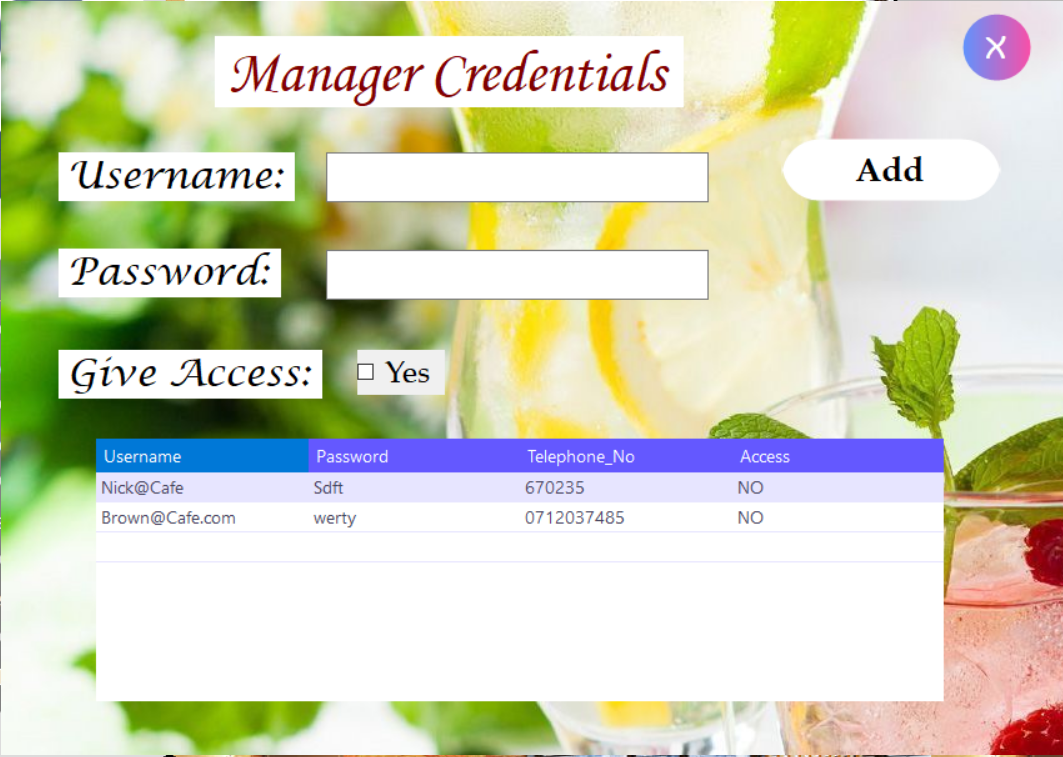 Manager Credentials
X
Username:
Add
Password:
Give Access:
Yes
Username Password Telephone_No Access
Nick@Cafe Sdft 670235 NO
Brown@Cafe.com werty 0712037485 NO